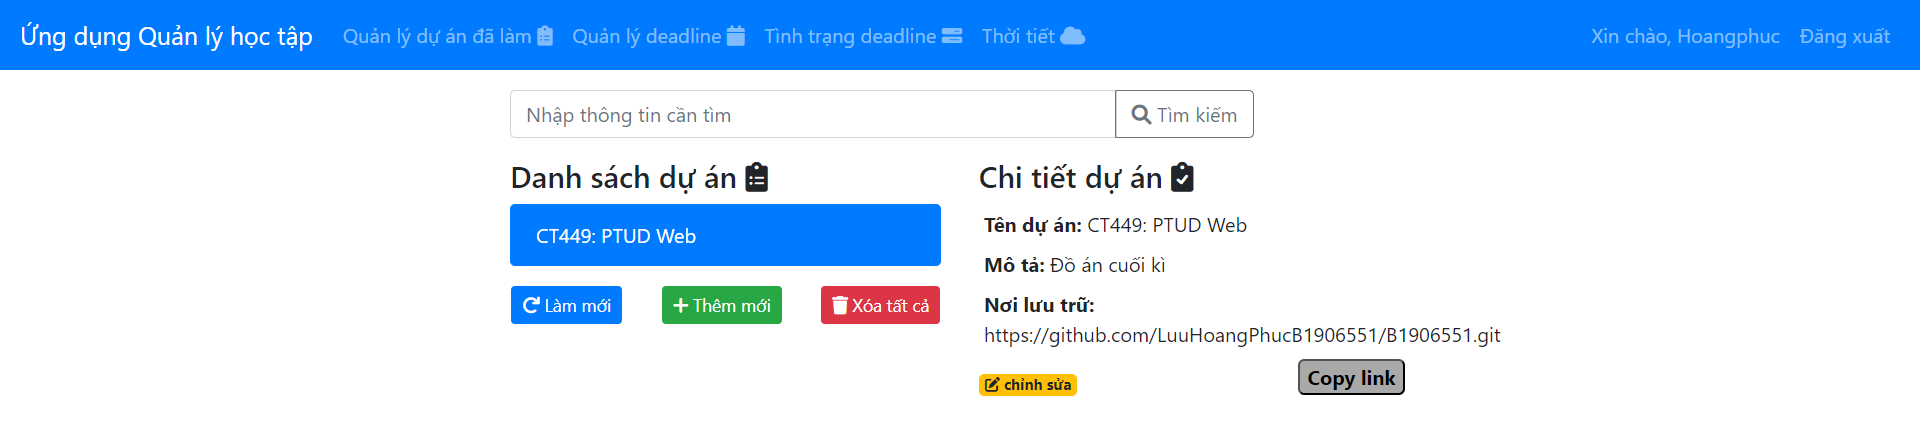 Ứng dụng Quản lý học tập Quản lý dự án đã làm Quản lý deadline Tình trạng deadline Thời tiết Xin chào, Hoangphuc Đăng xuất
Nhập thông tin cần tìm Tìm kiếm
Danh sách dự án
CT449: PTUD Web
Làm mới Thêm mới Xóa tất cả
Chi tiết dự án
Tên dự án: CT449: PTUD Web
Mô tả: Đồ án cuối kì
Nơi lưu trữ:
https://github.com/LuuHoangPhucB1906551/B1906551.git
chỉnh sửa Copy link